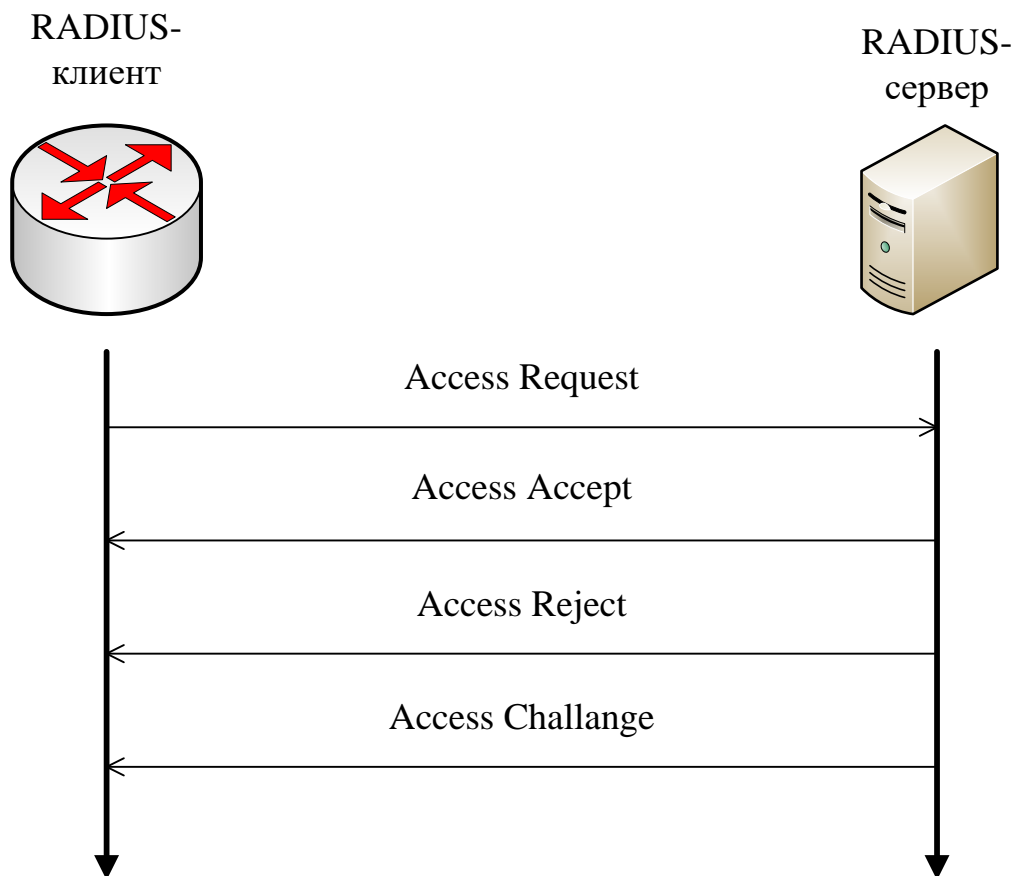 RADIUS-
клиент
RADIUS-
сервер
Access Request
Access Accept
Access Reject
Access Challange